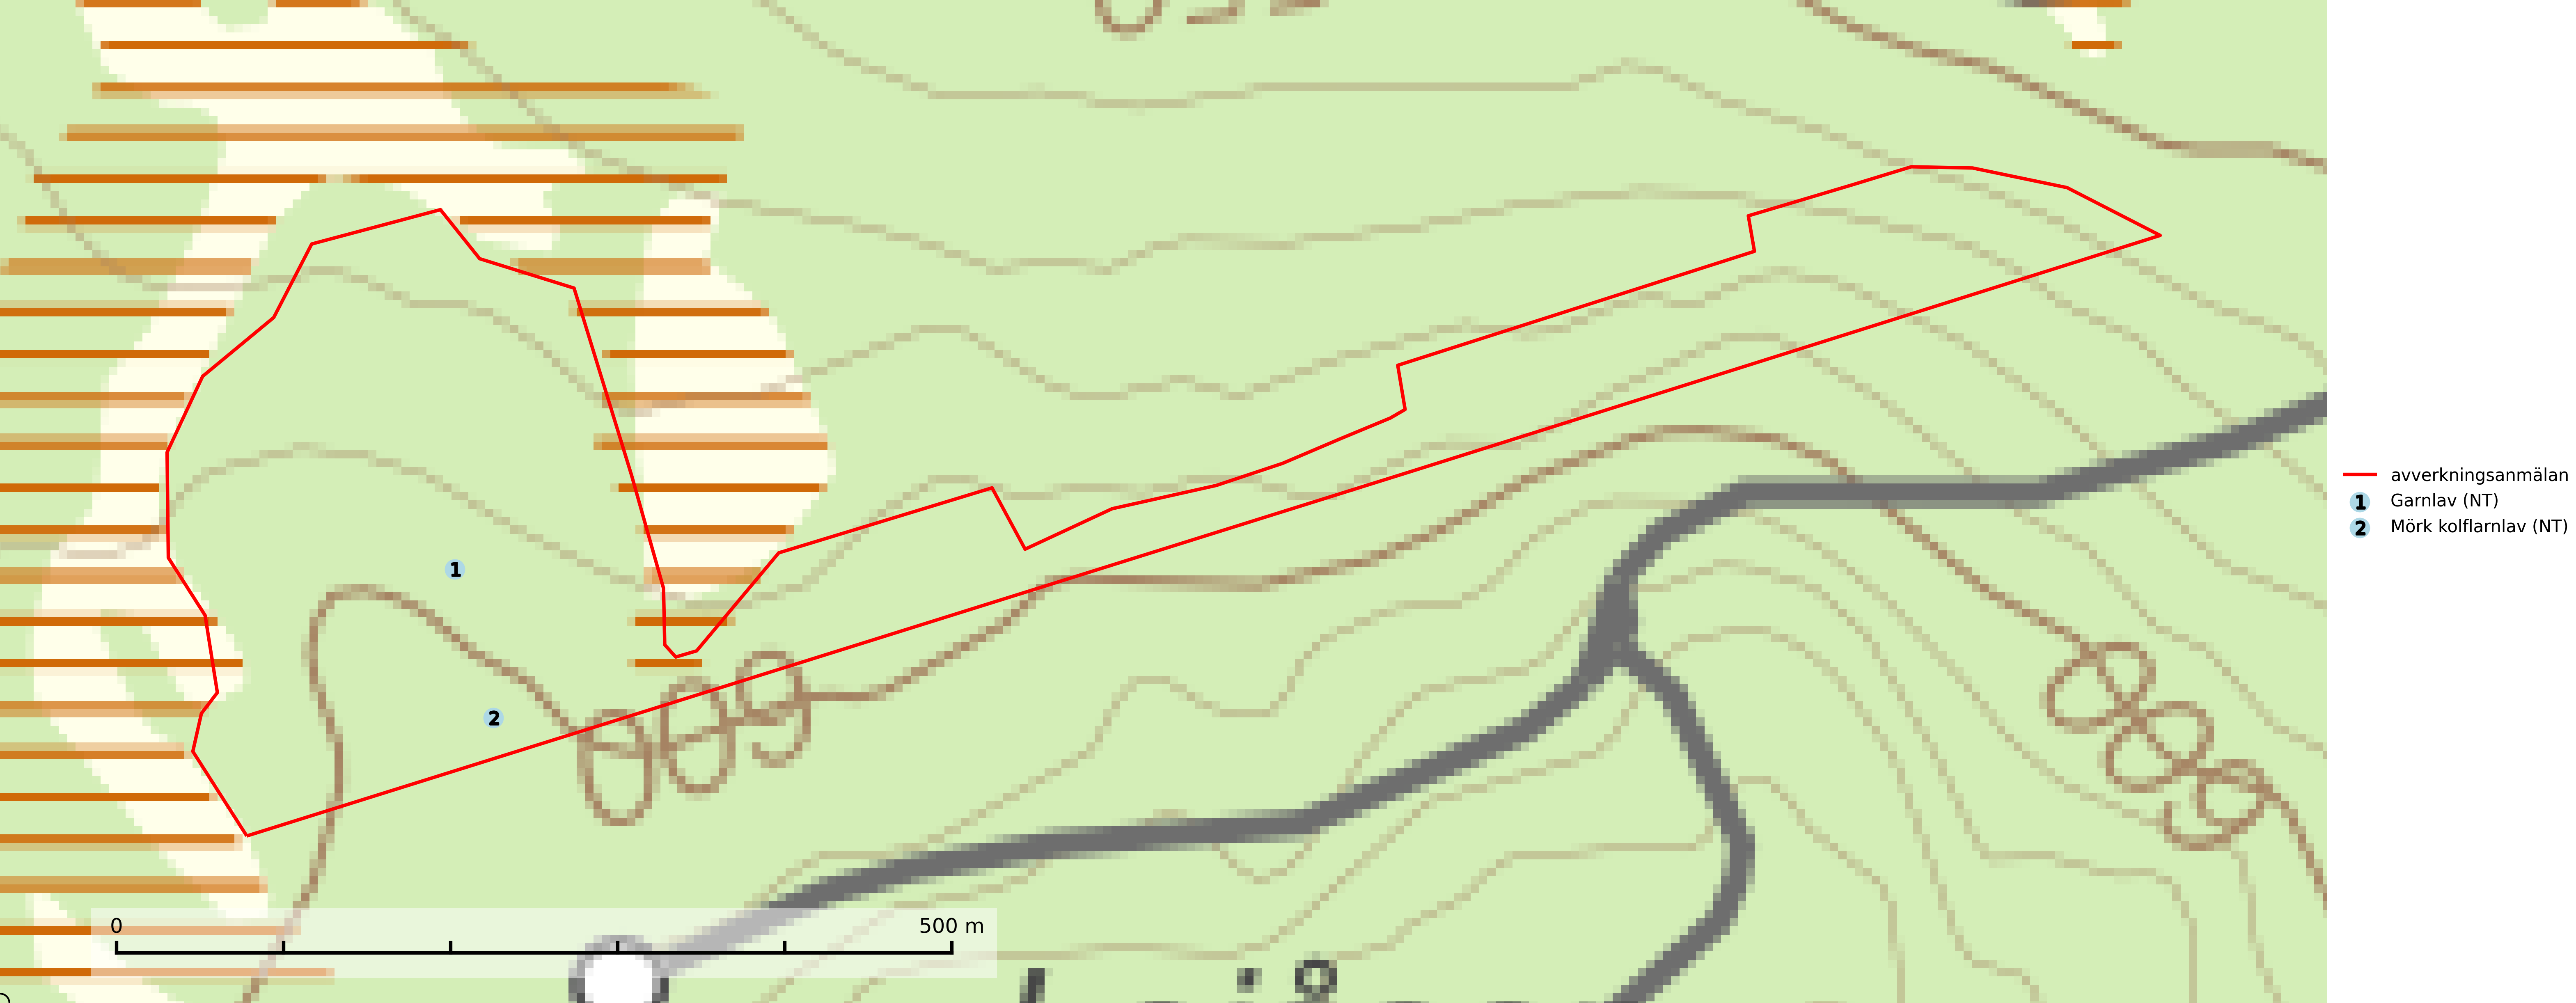 avverkningsanmälan
1 Garnlav (NT)
2 Mörk kolflarnlav (NT)
1
2
0 500 m